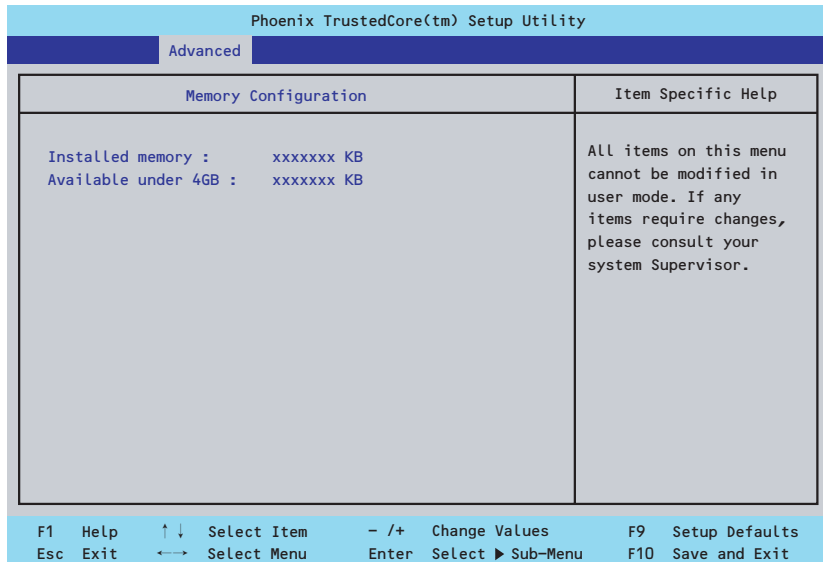 Phoenix TrustedCore(tm) Setup Utility
Advanced
Memory Configuration
Item Specific Help
Installed memory : xxxxxxx KB
Available under 4GB : xxxxxxx KB
All items on this menu
cannot be modified in
user mode. If any
items require changes,
please consult your
system Supervisor.
F1 Help ↑↓ Select Item - /+ Change Values F9 Setup Defaults
Esc Exit ←→ Select Menu Enter Select ▶ Sub-Menu F10 Save and Exit